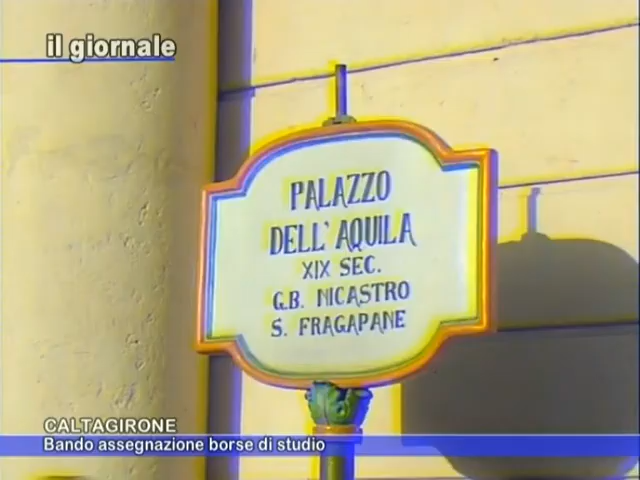 il giornale
PALAZZO
DELL'AQUILA
XIX SEC.
G.B. NICASTRO
S. FRAGAPANE
CALTAGIRONE
Bando assegnazione borse di studio